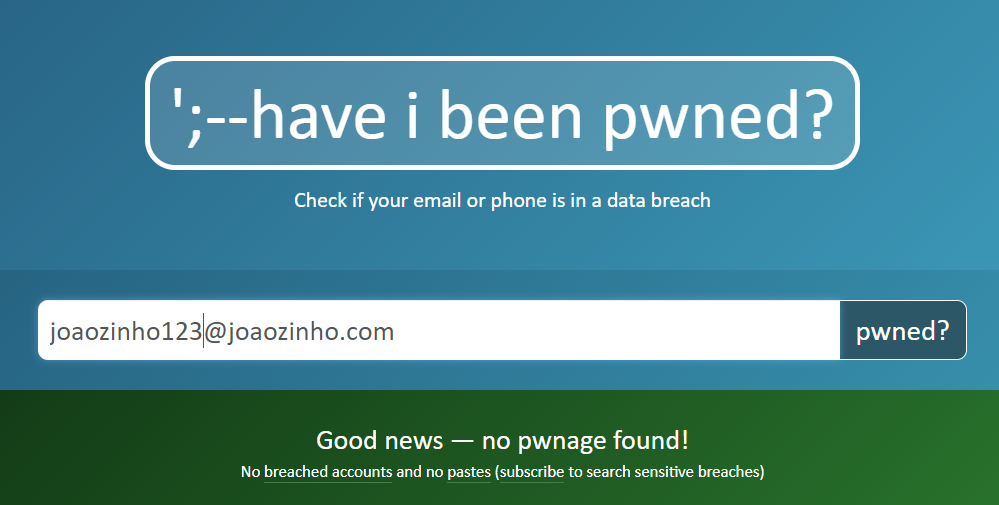 ';--have i been pwned?
Check if your email or phone is in a data breach
joaozinho123@joaozinho.com
pwned?
Good news — no pwnage found!
No breached accounts and no pastes (subscribe to search sensitive breaches)